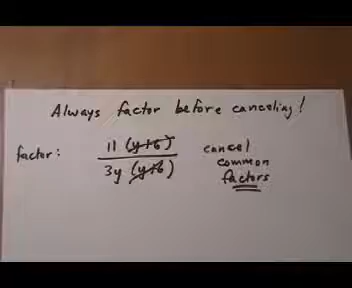 Always factor before canceling!
factor: 11 (y+6) cancel
3y (y+6) common
factors